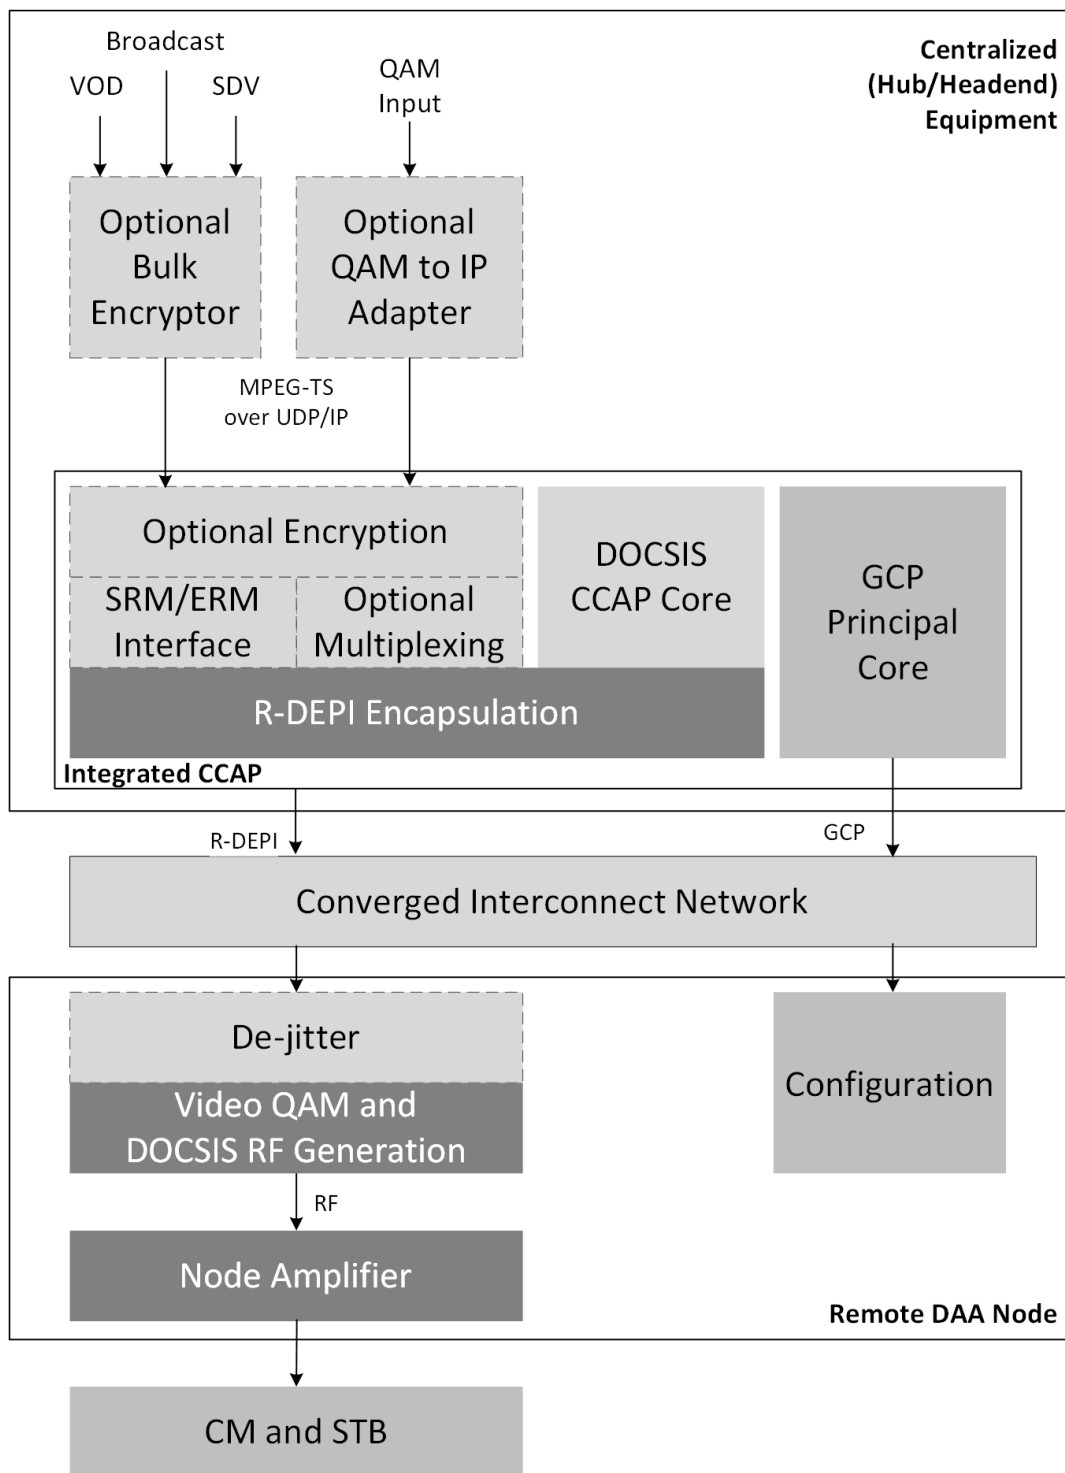 Broadcast
VOD
SDV
QAM
Input
Centralized
(Hub/Headend)
Equipment
Optional
Bulk
Encryptor
Optional
QAM to IP
Adapter
MPEG-TS
over UDP/IP
Optional Encryption
SRM/ERM
Interface
Optional
Multiplexing
DOCSIS
CCAP Core
GCP
Principal
Core
R-DEPI Encapsulation
Integrated CCAP
R-DEPI
GCP
Converged Interconnect Network
De-jitter
Video QAM and
DOCSIS RF Generation
Configuration
RF
Node Amplifier
Remote DAA Node
CM and STB